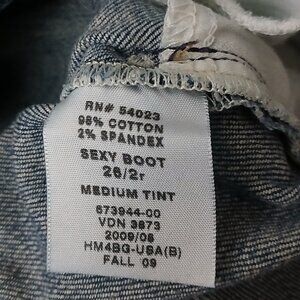 RN# 54023
98% COTTON
2% SPANDEX
SEXY BOOT
26/2r
MEDIUM TINT
673944-00
VDN 3873
2009/06
HM4BG-USA(B)
FALL 09